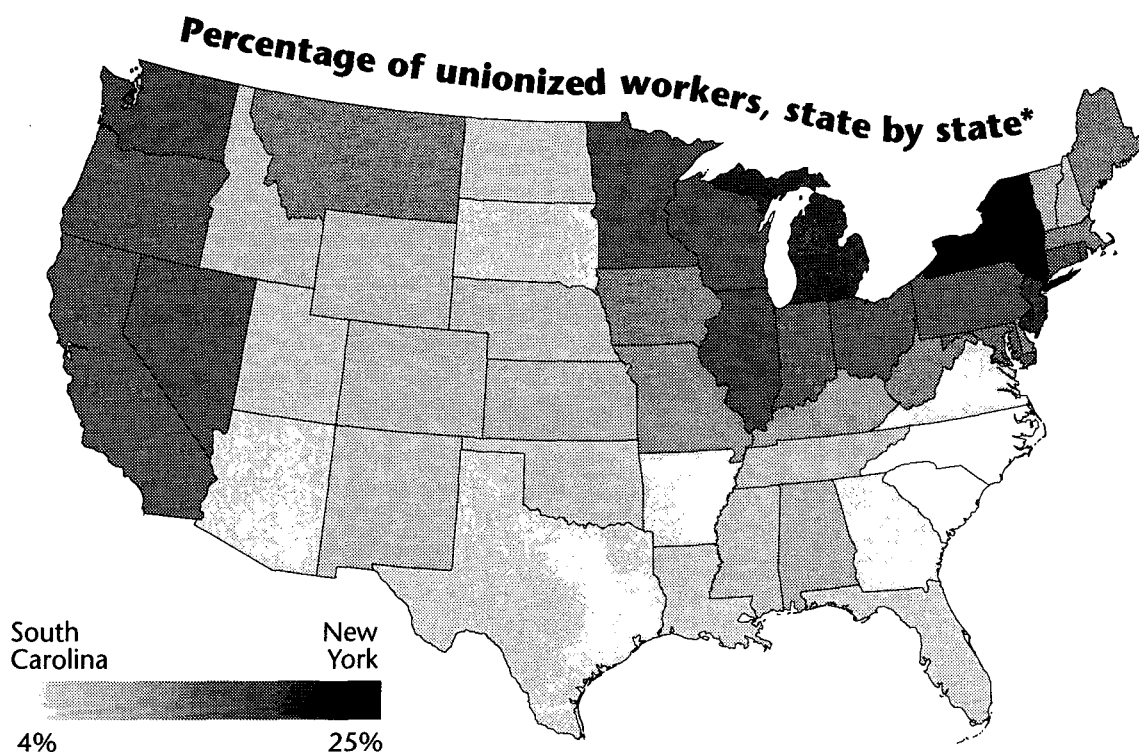 Percentage of unionized workers, state by state*
South
Carolina
New
York
4%
25%